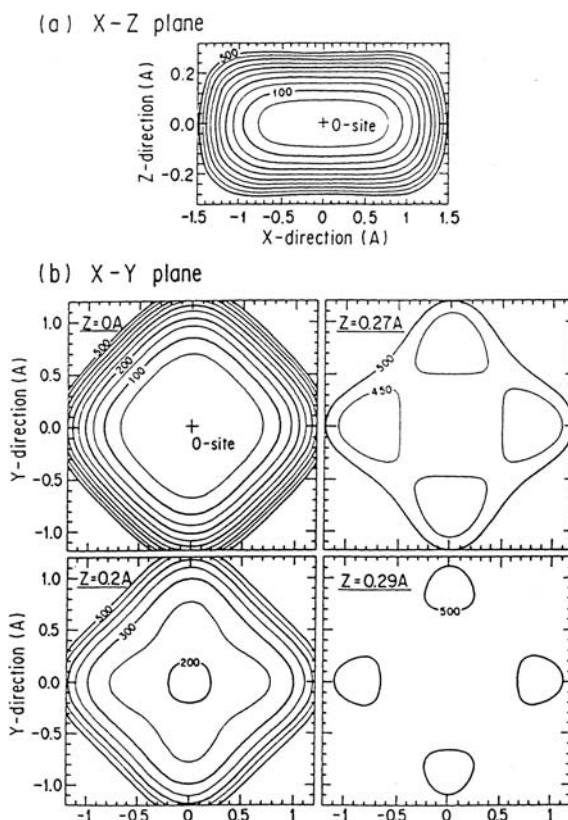 (a) X-Z plane
0.2
0.0
-0.2
Z-direction (A)
500
100
+ O-site
-1.5 -1.0 -0.5 0 0.5 1.0 1.5
X-direction (A)
(b) X-Y plane
1.0
0.5
0.0
-0.5
-1.0
Y-direction (A)
Z=0A
500
200
100
+
O-site
Z=0.27A
500
450
1.0
0.5
0.0
-0.5
-1.0
Y-direction (A)
Z=0.2A
500
300
200
Z=0.29A
500
-1 -0.5 0 0.5 1
-1 -0.5 0 0.5 1